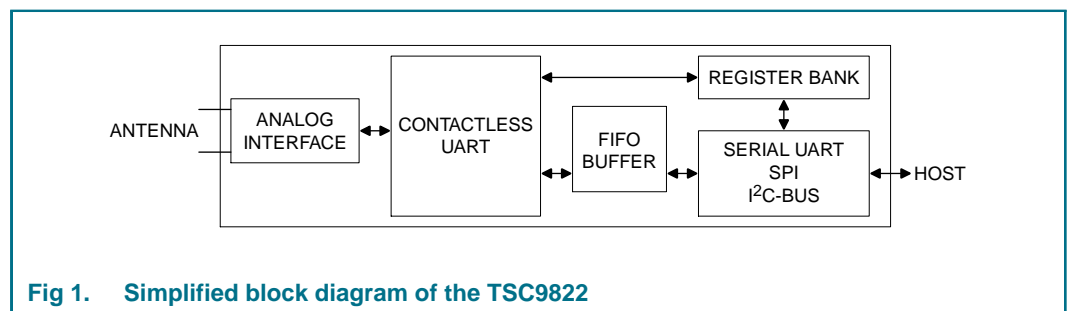 ANTENNA
ANALOG
INTERFACE
CONTACTLESS
UART
FIFO
BUFFER
REGISTER BANK
SERIAL UART
SPI
I²C-BUS
HOST
Fig 1. Simplified block diagram of the TSC9822